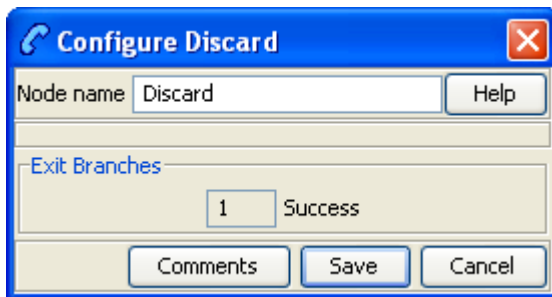 Configure Discard
Node name Discard Help
Exit Branches
1 Success
Comments Save Cancel